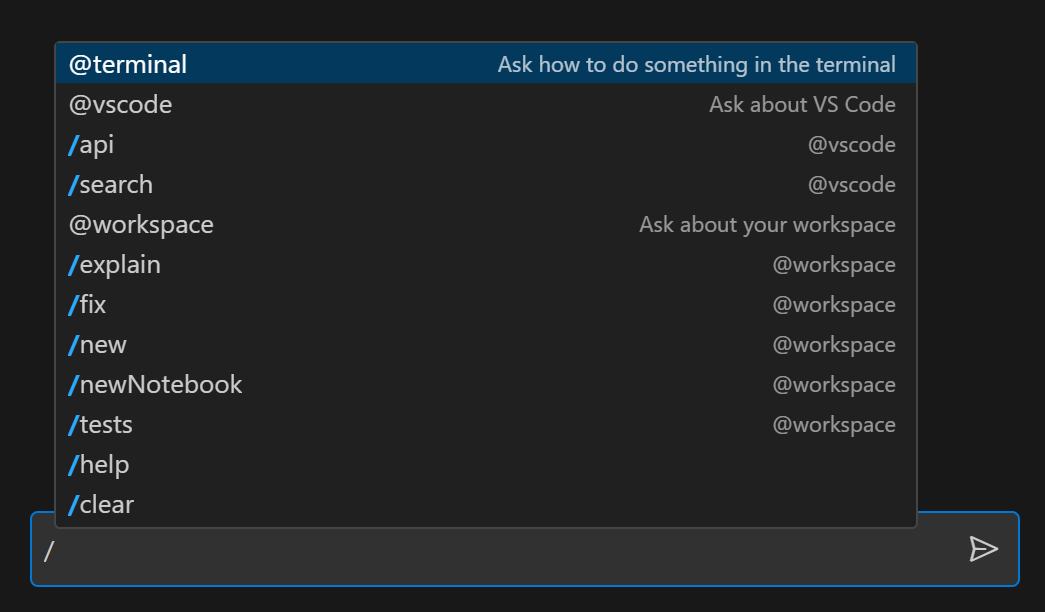 @terminal Ask how to do something in the terminal
@vscode Ask about VS Code
/api @vscode
/search @vscode
@workspace Ask about your workspace
/explain @workspace
/fix @workspace
/new @workspace
/newNotebook @workspace
/tests @workspace
/help
/clear
/